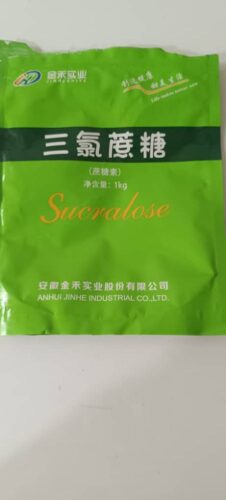 金禾实业
JINHESHIYE
三氯蔗糖
(蔗糖素)
净含量: 1kg
Sucralose
安徽金禾实业股份有限公司
ANHUI JINHE INDUSTRIAL CO.,LTD.